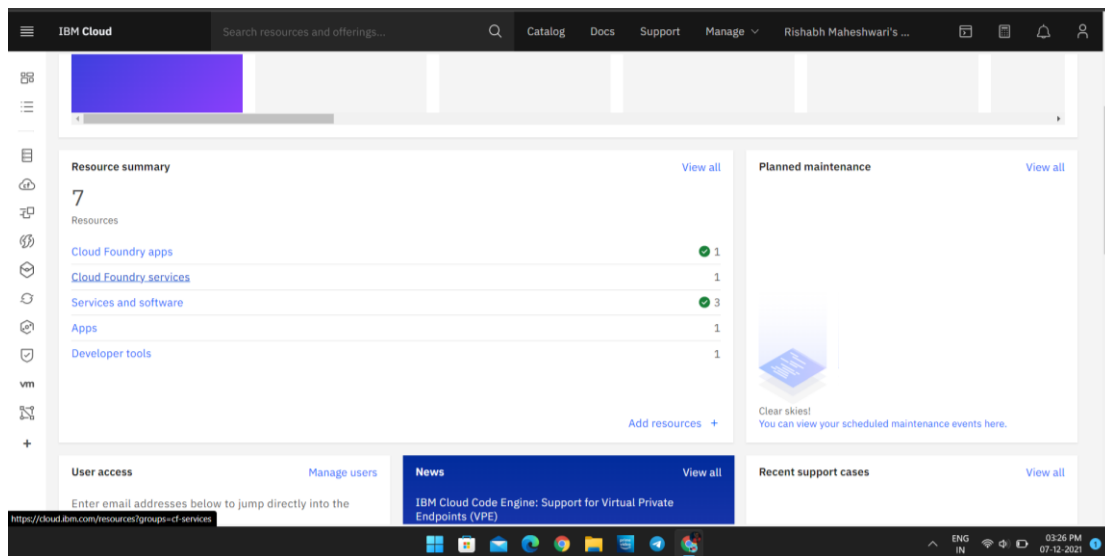 IBM Cloud
Search resources and offerings...
Catalog
Docs
Support
Manage
Rishabh Maheshwari's ...
Resource summary
View all
7
Resources
Cloud Foundry apps
1
Cloud Foundry services
1
Services and software
3
Apps
1
Developer tools
1
Add resources +
Planned maintenance
View all
Clear skies!
You can view your scheduled maintenance events here.
vm
User access
Manage users
Enter email addresses below to jump directly into the
News
View all
IBM Cloud Code Engine: Support for Virtual Private
Endpoints (VPE)
Recent support cases
View all
https://cloud.ibm.com/resources?groups=cf-services
ENG
IN
03:26 PM
07-12-2021
1